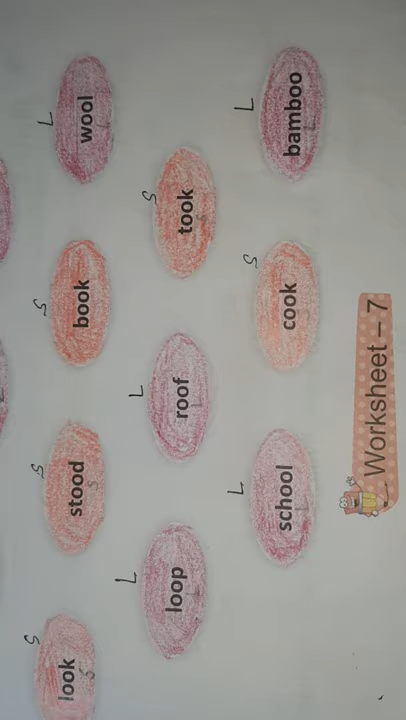 S S S L
look stood book wool
L L S
loop roof took
L S L
school cook bamboo
Worksheet – 7